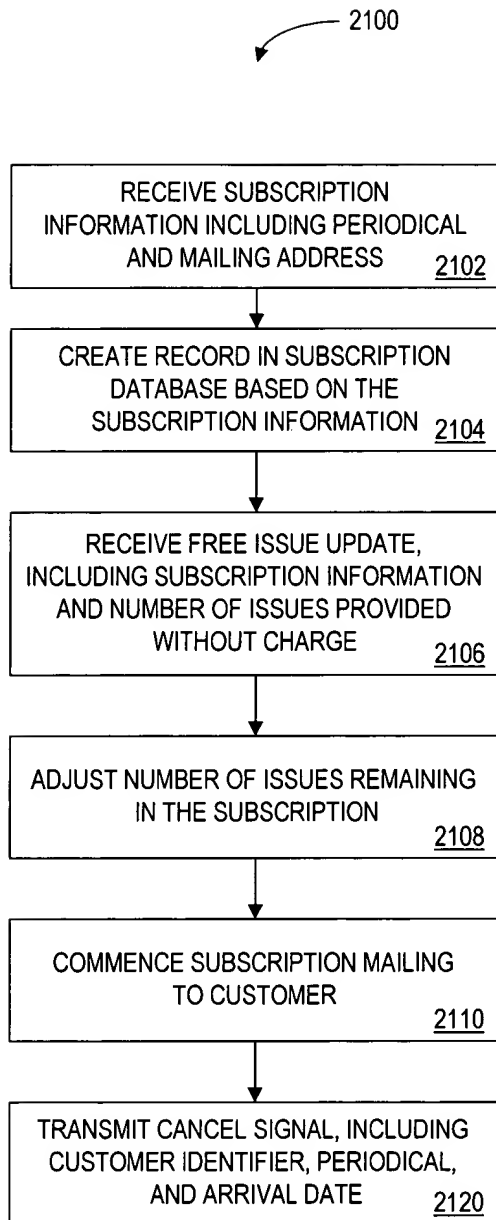 2100
RECEIVE SUBSCRIPTION
INFORMATION INCLUDING PERIODICAL
AND MAILING ADDRESS
2102
CREATE RECORD IN SUBSCRIPTION
DATABASE BASED ON THE
SUBSCRIPTION INFORMATION
2104
RECEIVE FREE ISSUE UPDATE,
INCLUDING SUBSCRIPTION INFORMATION
AND NUMBER OF ISSUES PROVIDED
WITHOUT CHARGE
2106
ADJUST NUMBER OF ISSUES REMAINING
IN THE SUBSCRIPTION
2108
COMMENCE SUBSCRIPTION MAILING
TO CUSTOMER
2110
TRANSMIT CANCEL SIGNAL, INCLUDING
CUSTOMER IDENTIFIER, PERIODICAL,
AND ARRIVAL DATE
2120